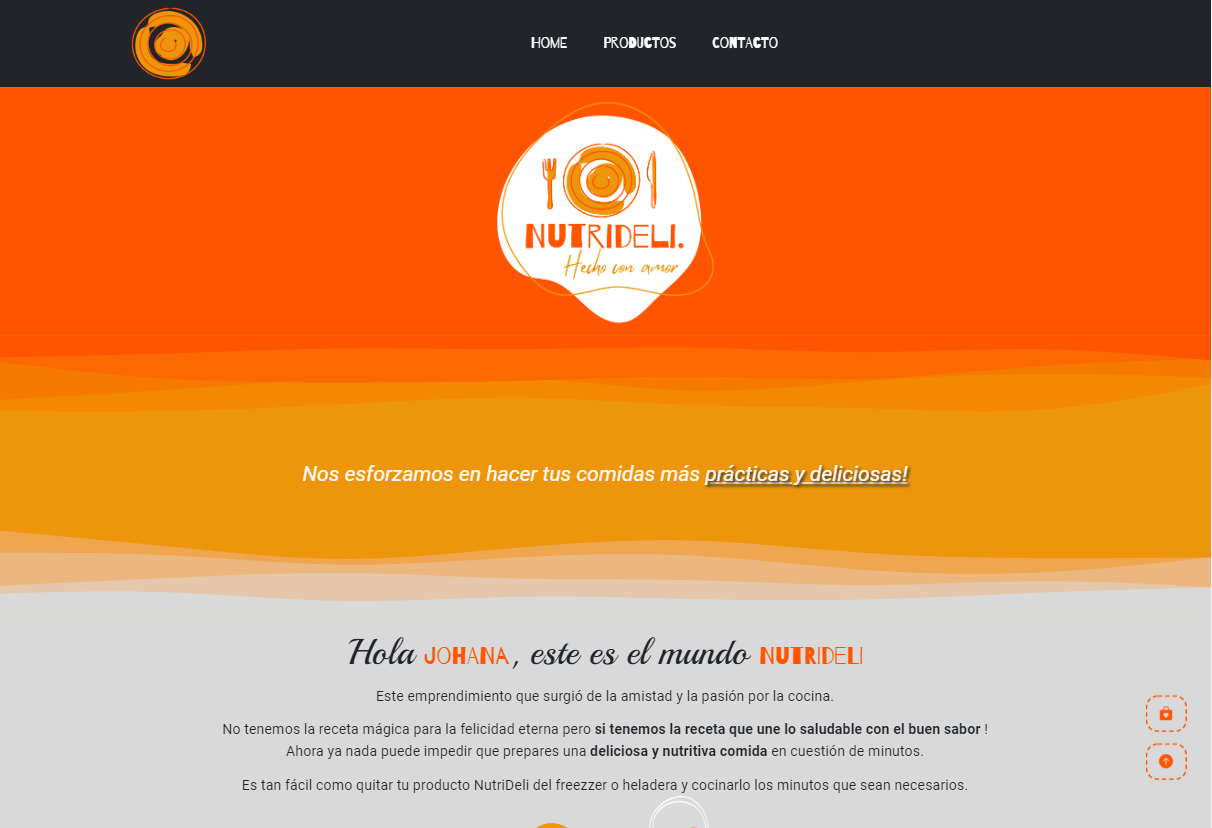 HOME PRODUCTOS CONTACTO
NUTRIDELI.
Hecho con amor
Nos esforzamos en hacer tus comidas más prácticas y deliciosas!
Hola JOHANA, este es el mundo NUTRIDELI
Este emprendimiento que surgió de la amistad y la pasión por la cocina.
No tenemos la receta mágica para la felicidad eterna pero si tenemos la receta que une lo saludable con el buen sabor !
Ahora ya nada puede impedir que prepares una deliciosa y nutritiva comida en cuestión de minutos.
Es tan fácil como quitar tu producto NutriDeli del freezzer o heladera y cocinarlo los minutos que sean necesarios.